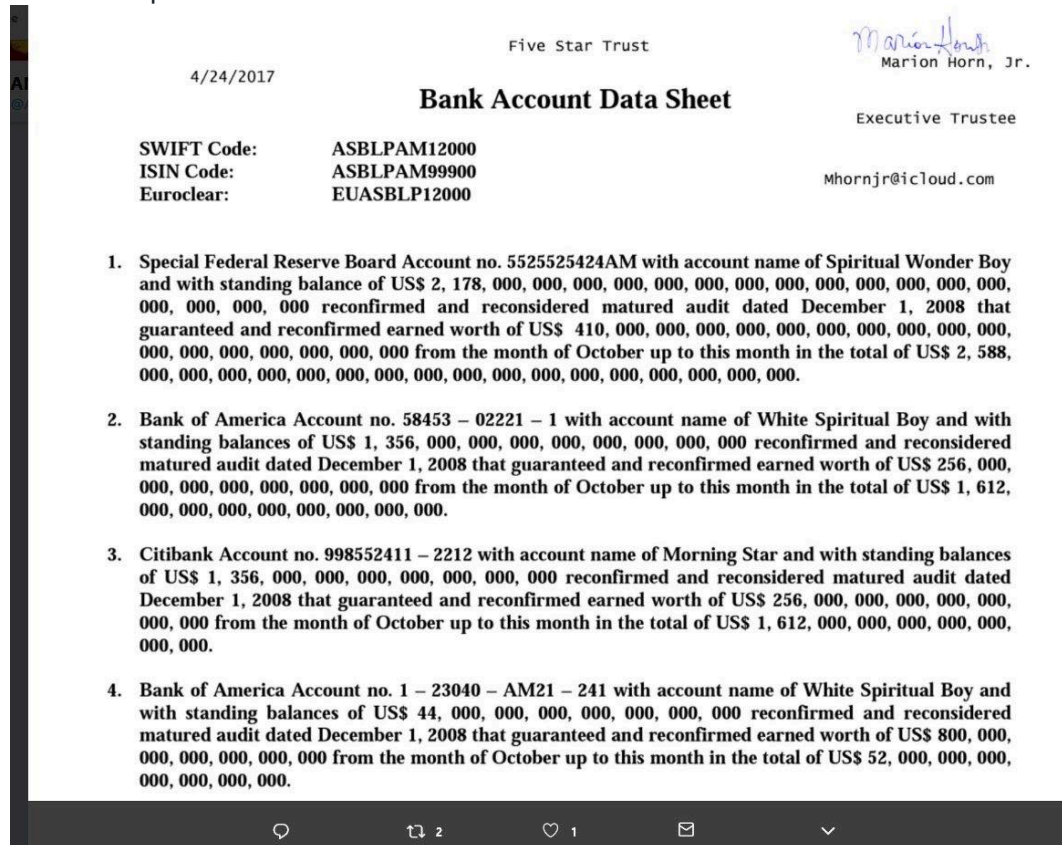 Five Star Trust
Marion Horn
Marion Horn, Jr.
4/24/2017
Bank Account Data Sheet
Executive Trustee
SWIFT Code: ASBLPAM12000
ISIN Code: ASBLPAM99900
Euroclear: EUASBLP12000
Mhornjr@icloud.com
1. Special Federal Reserve Board Account no. 5525525424AM with account name of Spiritual Wonder Boy
and with standing balance of US$ 2, 178, 000, 000, 000, 000, 000, 000, 000, 000, 000, 000, 000, 000, 000,
000, 000, 000, 000 reconfirmed and reconsidered matured audit dated December 1, 2008 that
guaranteed and reconfirmed earned worth of US$ 410, 000, 000, 000, 000, 000, 000, 000, 000, 000, 000,
000, 000, 000, 000, 000, 000, 000 from the month of October up to this month in the total of US$ 2, 588,
000, 000, 000, 000, 000, 000, 000, 000, 000, 000, 000, 000, 000, 000, 000, 000, 000.
2. Bank of America Account no. 58453 – 02221 – 1 with account name of White Spiritual Boy and with
standing balances of US$ 1, 356, 000, 000, 000, 000, 000, 000, 000, 000 reconfirmed and reconsidered
matured audit dated December 1, 2008 that guaranteed and reconfirmed earned worth of US$ 256, 000,
000, 000, 000, 000, 000, 000, 000 from the month of October up to this month in the total of US$ 1, 612,
000, 000, 000, 000, 000, 000, 000, 000.
3. Citibank Account no. 998552411 – 2212 with account name of Morning Star and with standing balances
of US$ 1, 356, 000, 000, 000, 000, 000, 000, 000 reconfirmed and reconsidered matured audit dated
December 1, 2008 that guaranteed and reconfirmed earned worth of US$ 256, 000, 000, 000, 000, 000,
000, 000 from the month of October up to this month in the total of US$ 1, 612, 000, 000, 000, 000, 000,
000, 000.
4. Bank of America Account no. 1 – 23040 – AM21 – 241 with account name of White Spiritual Boy and
with standing balances of US$ 44, 000, 000, 000, 000, 000, 000, 000 reconfirmed and reconsidered
matured audit dated December 1, 2008 that guaranteed and reconfirmed earned worth of US$ 800, 000,
000, 000, 000, 000, 000 from the month of October up to this month in the total of US$ 52, 000, 000, 000,
000, 000, 000, 000.
2
1